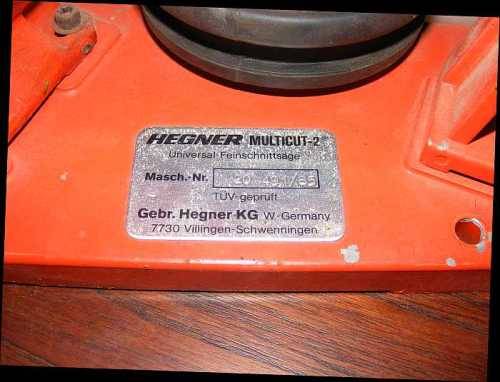 HEGNER MULTICUT-2
Universal-Feinschnittsäge
Masch.-Nr.
TÜV-geprüft
Gebr. Hegner KG W-Germany
7730 Villingen-Schwenningen